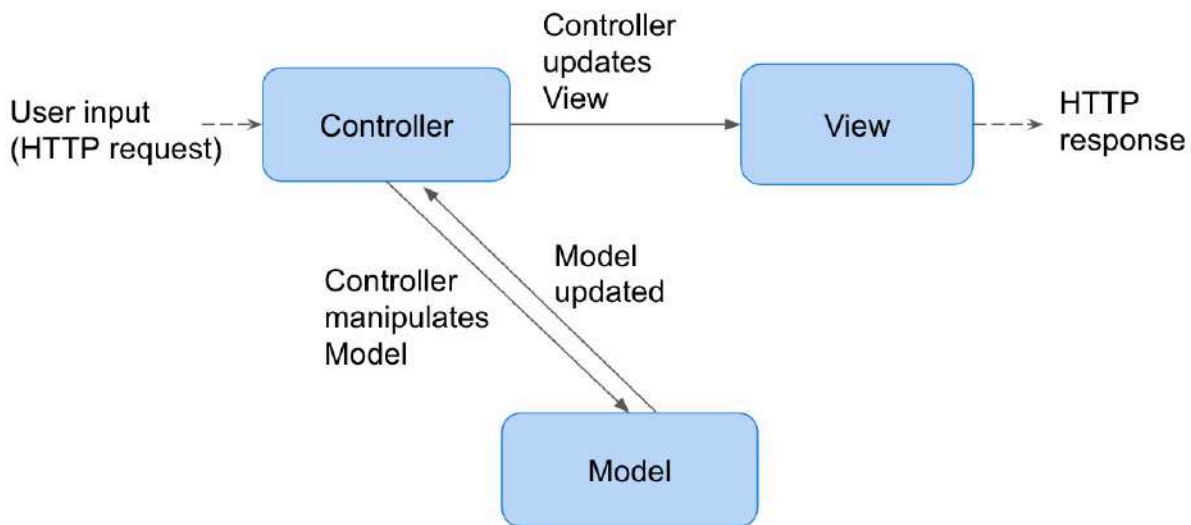 User input
(HTTP request)
Controller
Controller
updates
View
View
HTTP
response
Controller
manipulates
Model
Model
updated
Model